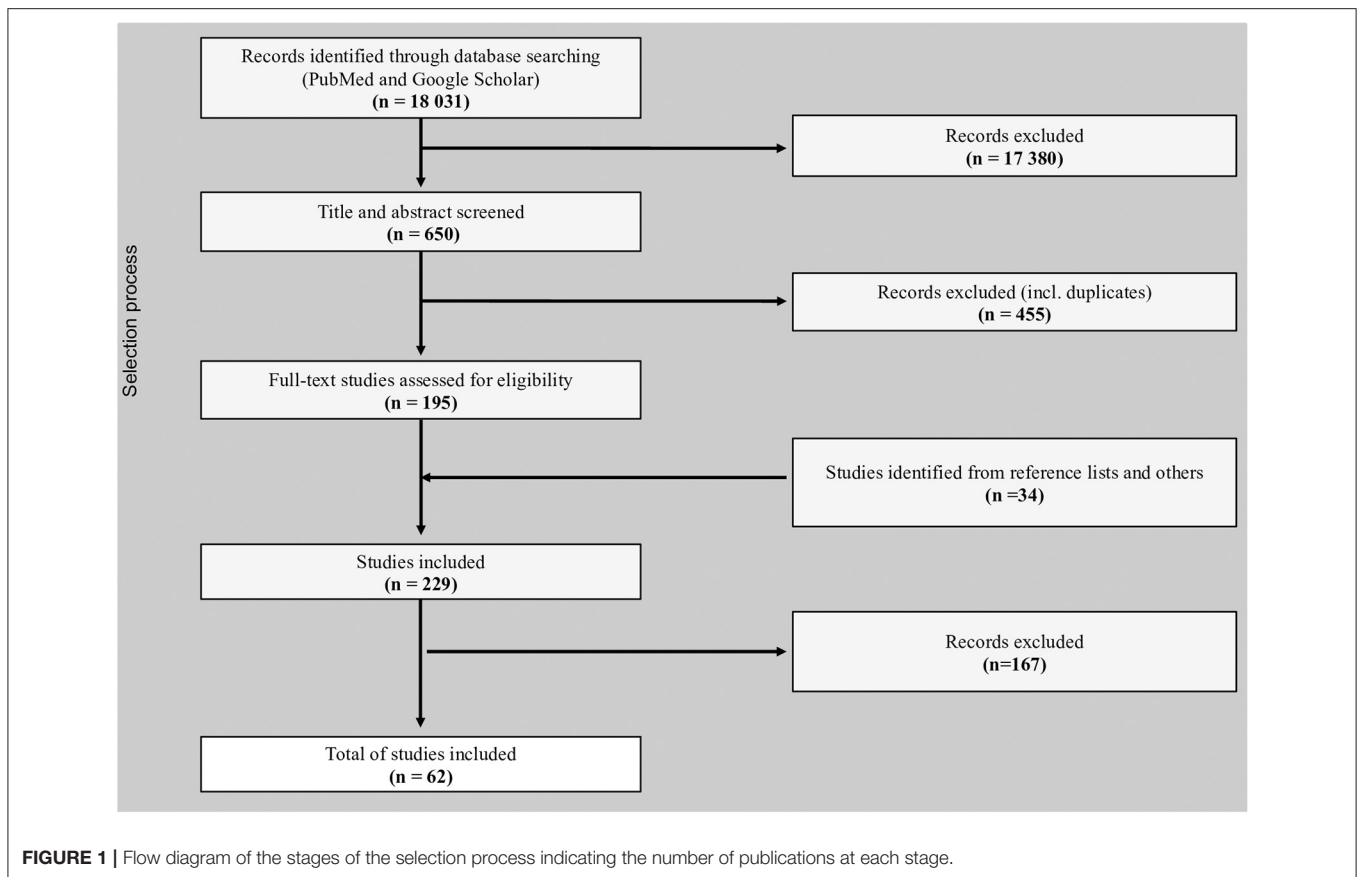 Selection process
Records identified through database searching
(PubMed and Google Scholar)
(n = 18 031)
Records excluded
(n = 17 380)
Title and abstract screened
(n = 650)
Records excluded (incl. duplicates)
(n = 455)
Full-text studies assessed for eligibility
(n = 195)
Studies identified from reference lists and others
(n =34)
Studies included
(n = 229)
Records excluded
(n=167)
Total of studies included
(n = 62)
FIGURE 1 | Flow diagram of the stages of the selection process indicating the number of publications at each stage.